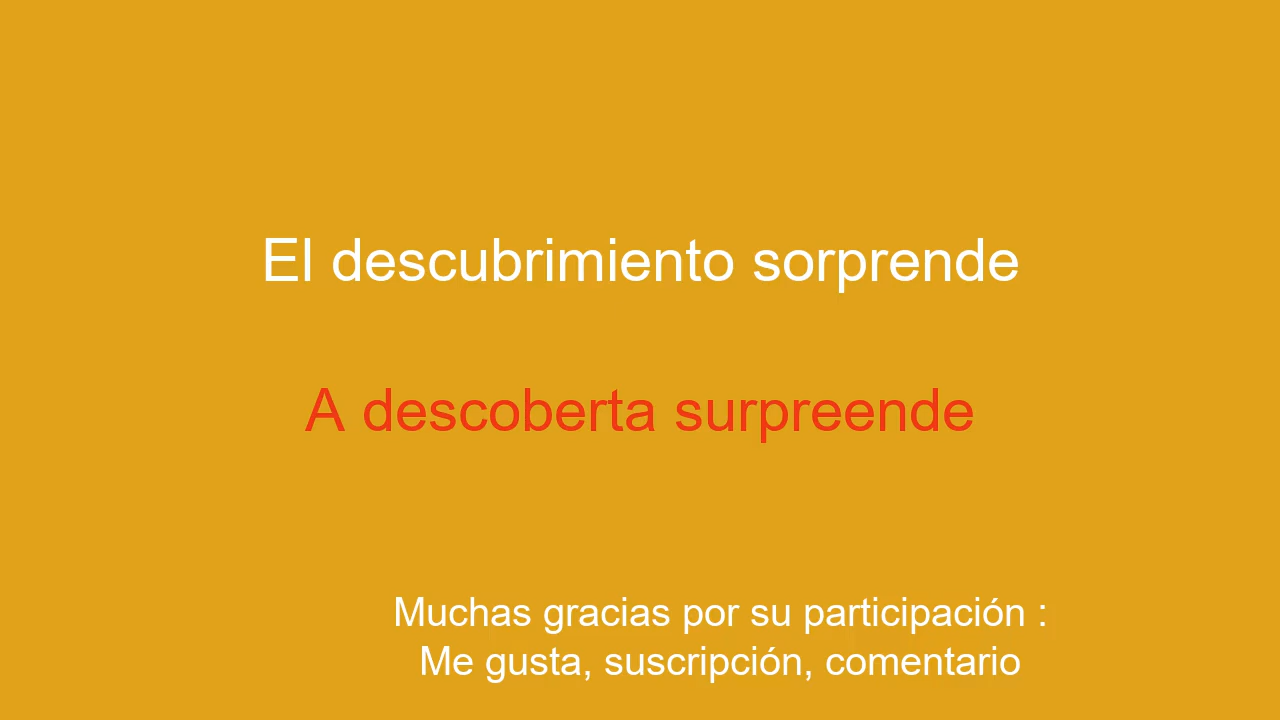 El descubrimiento sorprende
A descoberta surpreende
Muchas gracias por su participación :
Me gusta, suscripción, comentario